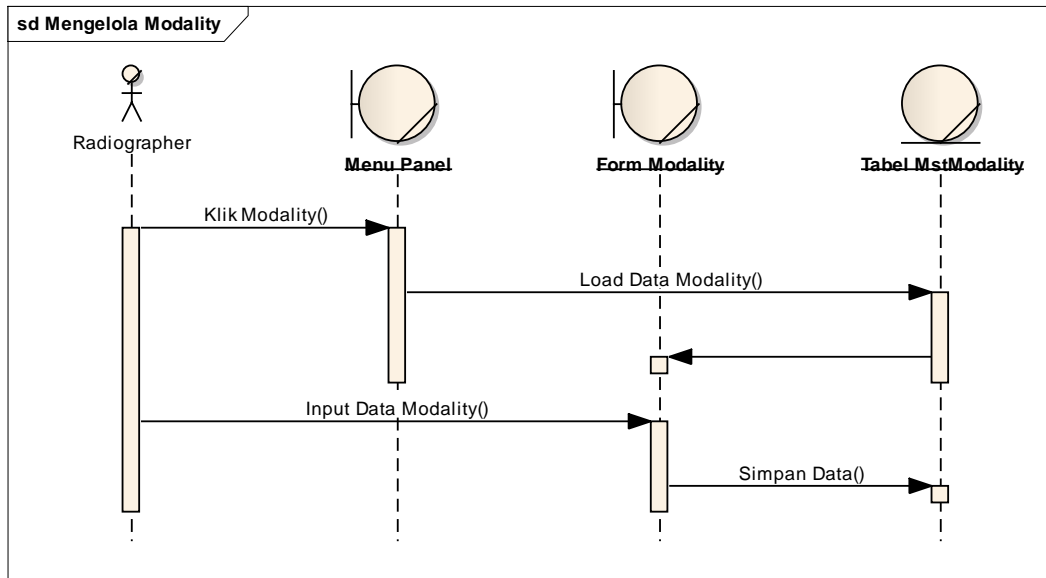 sd Mengelola Modality
Radiographer
Menu Panel
Form Modality
Tabel MstModality
Klik Modality()
Load Data Modality()
Input Data Modality()
Simpan Data()